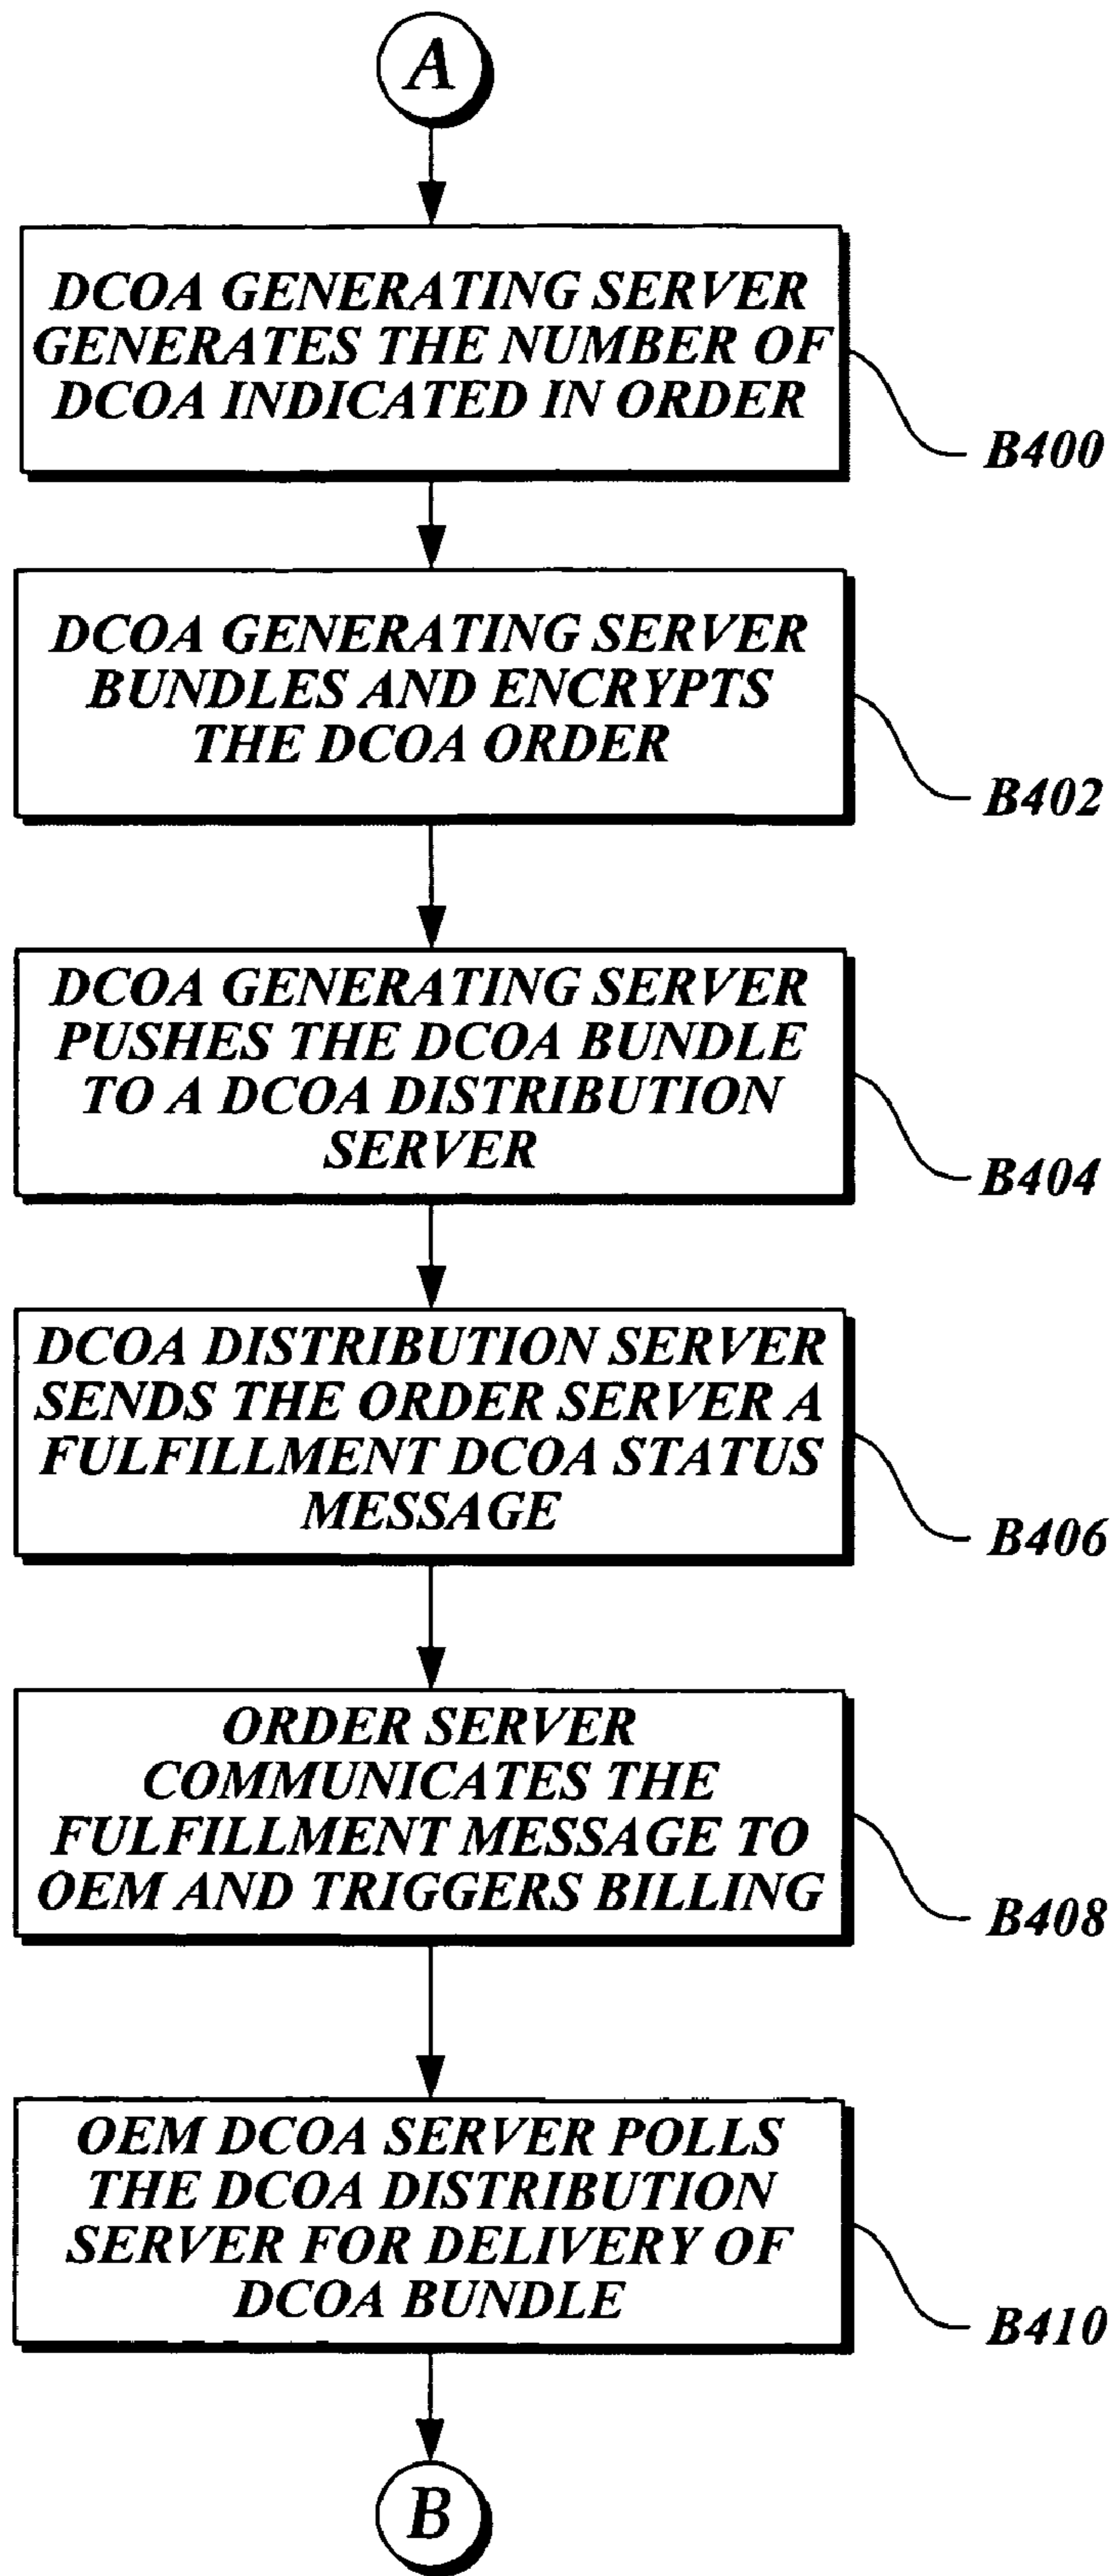 A
DCOA GENERATING SERVER
GENERATES THE NUMBER OF
DCOA INDICATED IN ORDER
B400
DCOA GENERATING SERVER
BUNDLES AND ENCRYPTS
THE DCOA ORDER
B402
DCOA GENERATING SERVER
PUSHES THE DCOA BUNDLE
TO A DCOA DISTRIBUTION
SERVER
B404
DCOA DISTRIBUTION SERVER
SENDS THE ORDER SERVER A
FULFILLMENT DCOA STATUS
MESSAGE
B406
ORDER SERVER
COMMUNICATES THE
FULFILLMENT MESSAGE TO
OEM AND TRIGGERS BILLING
B408
OEM DCOA SERVER POLLS
THE DCOA DISTRIBUTION
SERVER FOR DELIVERY OF
DCOA BUNDLE
B410
B